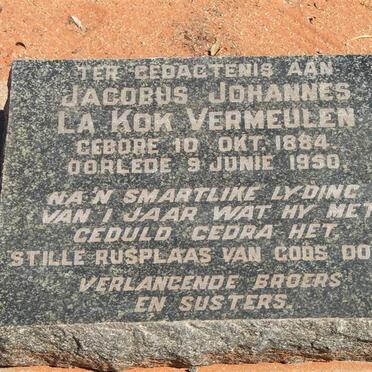 TER GEDAGTENIS AAN
JACOBUS JOHANNES
LA KOK VERMEULEN
GEBORE 10 OKT. 1884.
OORLEDE 9 JUNIE 1950.
NA 'N SMARTLIKE LYDING
VAN 1 JAAR WAT HY MET
GEDULD GEDRA HET
STILLE RUSPLAAS VAN GODS
VERLANGENDE BROERS
EN SUSTERS.